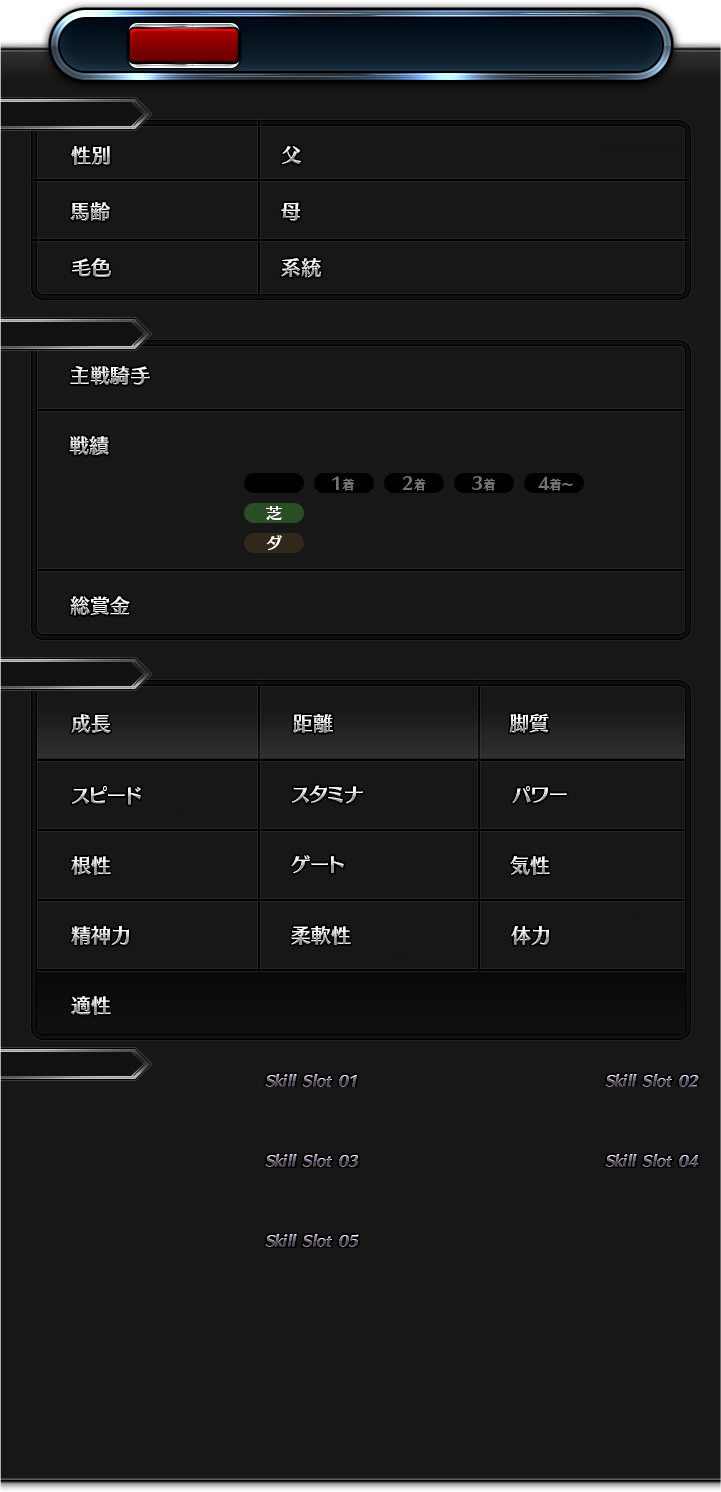 性別 父
馬齢 母
毛色 系統
主戦騎手
戦績
1着 2着 3着 4着~
芝
ダ
総賞金
成長 距離 脚質
スピード スタミナ パワー
根性 ゲート 気性
精神力 柔軟性 体力
適性
Skill Slot 01 Skill Slot 02
Skill Slot 03 Skill Slot 04
Skill Slot 05